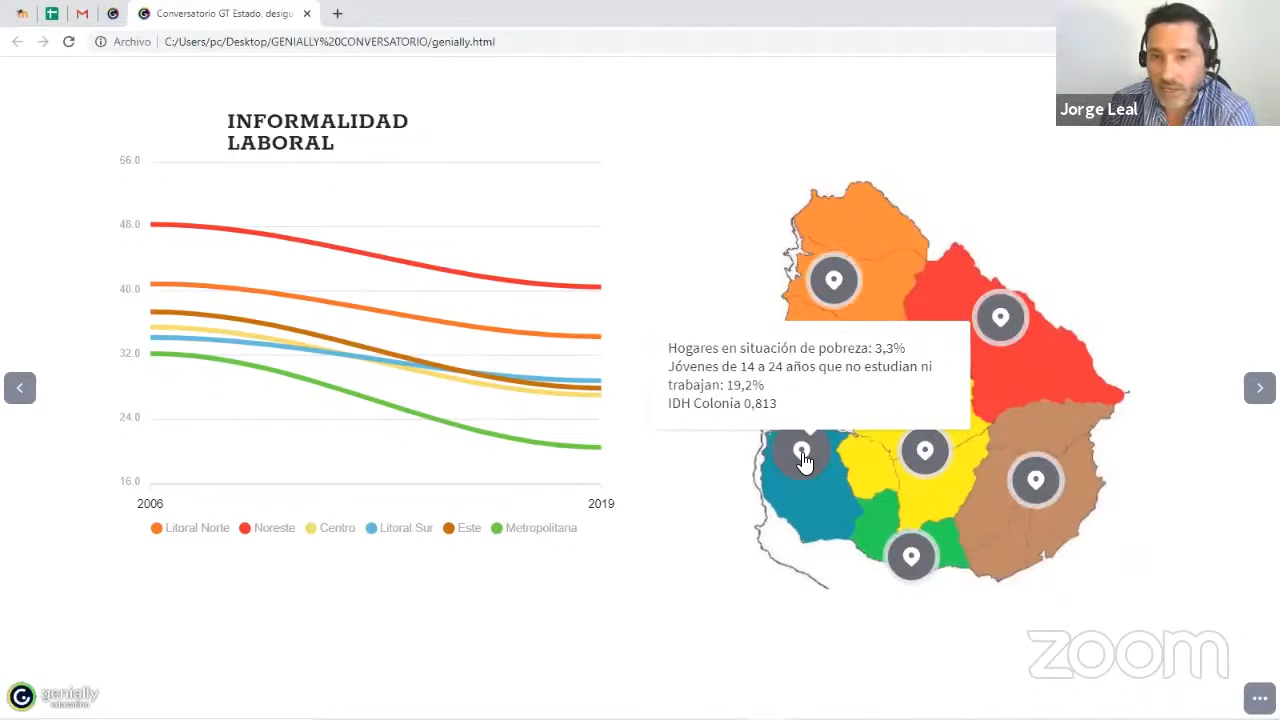 Conversatorio GT Estado, desigu
Archivo
C:/Users/pc/Desktop/GENIALLY%20CONVERSATORIO/genially.html
Jorge Leal
INFORMALIDAD
LABORAL
56.0
48.0
40.0
32.0
24.0
16.0
2006
2019
Litoral Norte
Noreste
Centro
Litoral Sur
Este
Metropolitana
Hogares en situación de pobreza: 3,3%
Jóvenes de 14 a 24 años que no estudian ni
trabajan: 19,2%
IDH Colonia 0,813
zoom
genially
education